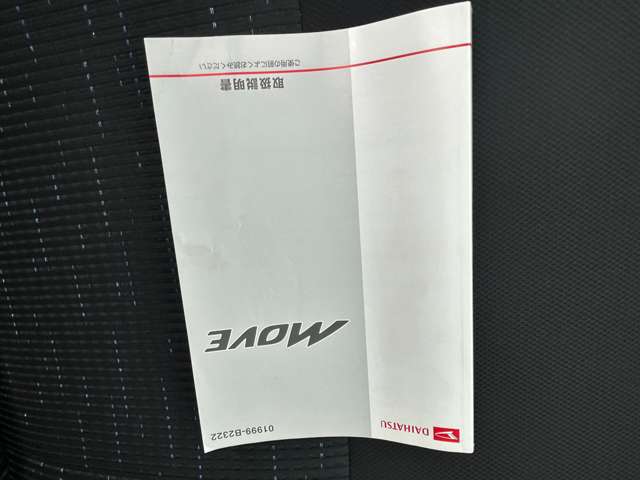 取扱説明書
ご使用の前によくお読みください
MOVE
DAIHATSU
01999-B2322